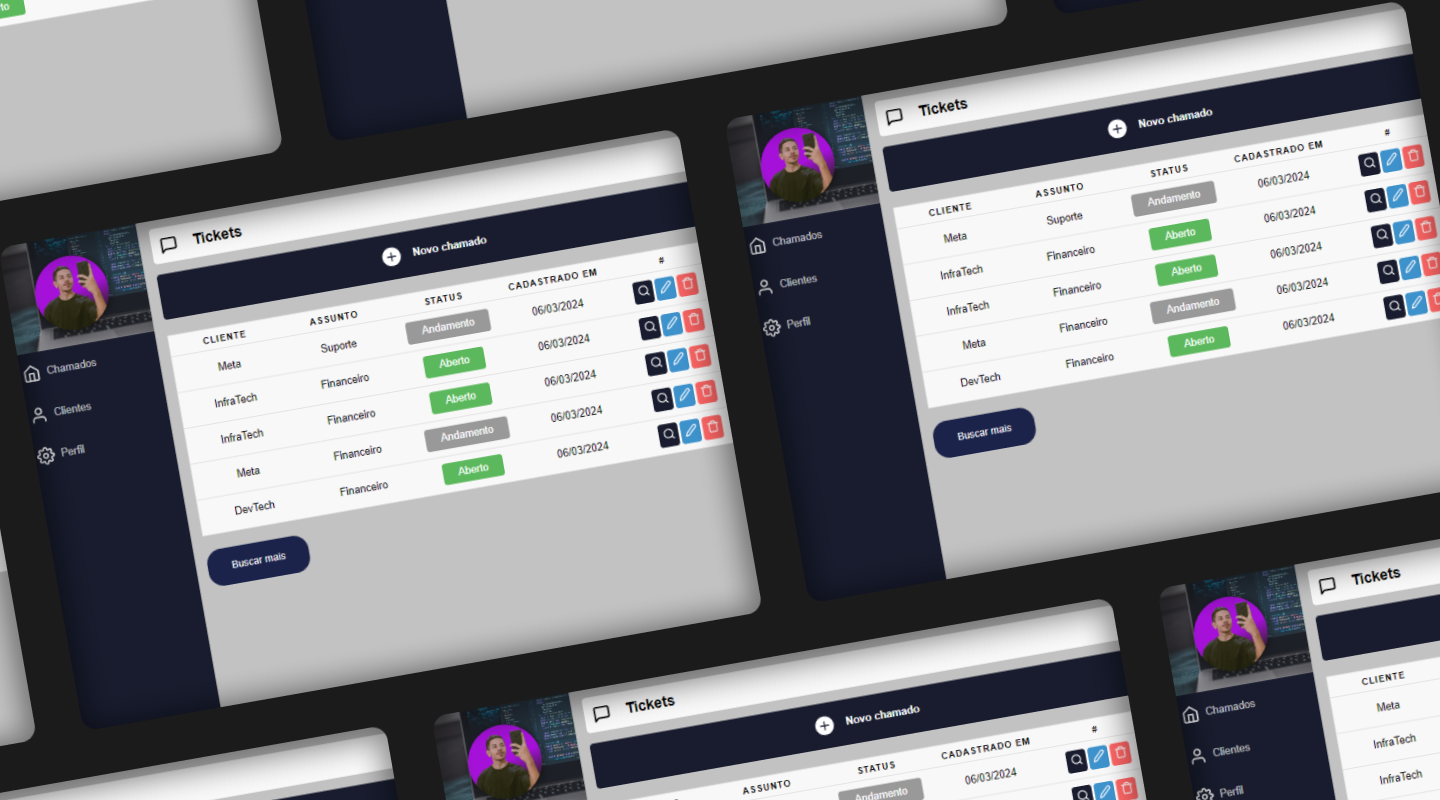 Tickets
Novo chamado
CLIENTE ASSUNTO STATUS CADASTRADO EM #
Meta Suporte Andamento 06/03/2024
InfraTech Financeiro Aberto 06/03/2024
InfraTech Financeiro Aberto 06/03/2024
Meta Financeiro Andamento 06/03/2024
DevTech Financeiro Aberto 06/03/2024
Buscar mais
Chamados
Clientes
Perfil
Tickets
Novo chamado
CLIENTE ASSUNTO STATUS CADASTRADO EM #
Meta Suporte Andamento 06/03/2024
InfraTech Financeiro Aberto 06/03/2024
InfraTech Financeiro Aberto 06/03/2024
Meta Financeiro Andamento 06/03/2024
DevTech Financeiro Aberto 06/03/2024
Buscar mais
Chamados
Clientes
Perfil
Tickets
Novo chamado
ASSUNTO STATUS CADASTRADO EM #
Andamento 06/03/2024
Tickets
CLIENTE
Meta
InfraTech
InfraTech
Chamados
Clientes
Perfil